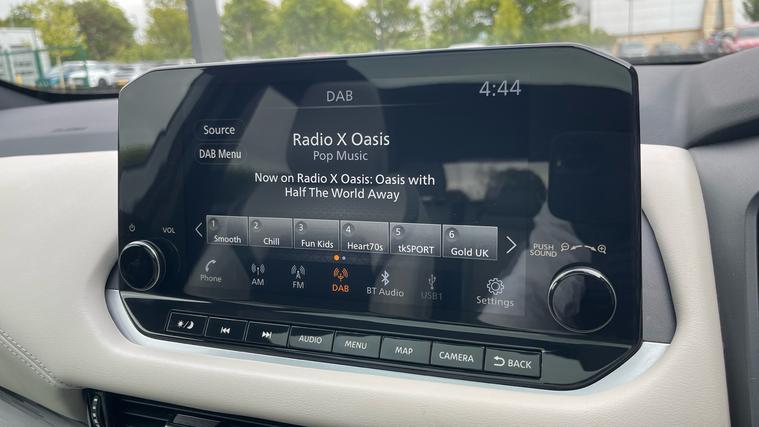 DAB
4:44
Source
Radio X Oasis
Pop Music
DAB Menu
Now on Radio X Oasis: Oasis with
Half The World Away
VOL
1 Smooth
2 Chill
3 Fun Kids
4 Heart70s
5 tkSPORT
6 Gold UK
PUSH
SOUND
Phone
AM
FM
DAB
BT Audio
USB1
Settings
AUDIO
MENU
MAP
CAMERA
BACK